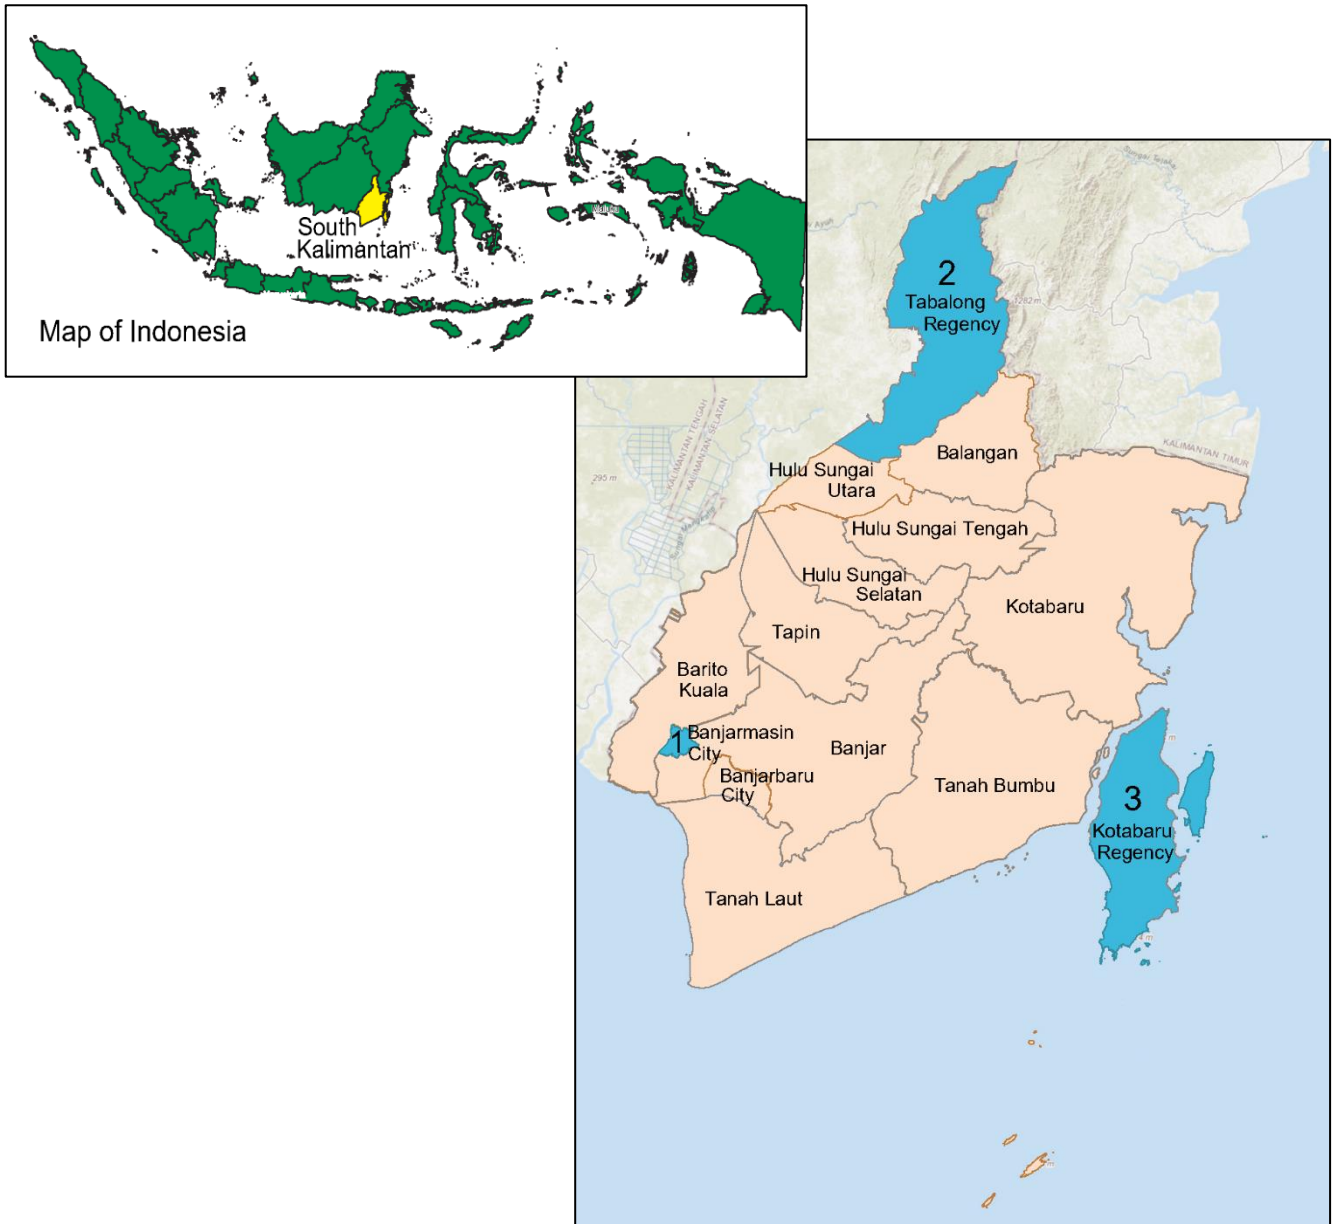 South
Kalimantan
Map of Indonesia
2
Tabalong
Regency
1282 m
KALIMANTAN TENGAH
KALIMANTAN SELATAN
KALIMANTAN TIMUR
295 m
Balangan
Hulu Sungai
Utara
Hulu Sungai Tengah
Hulu Sungai
Selatan
Kotabaru
Tapin
Barito
Kuala
1
Banjarmasin
City
Banjar
Banjarbaru
City
Tanah Bumbu
3
Kotabaru
Regency
Tanah Laut
4 m